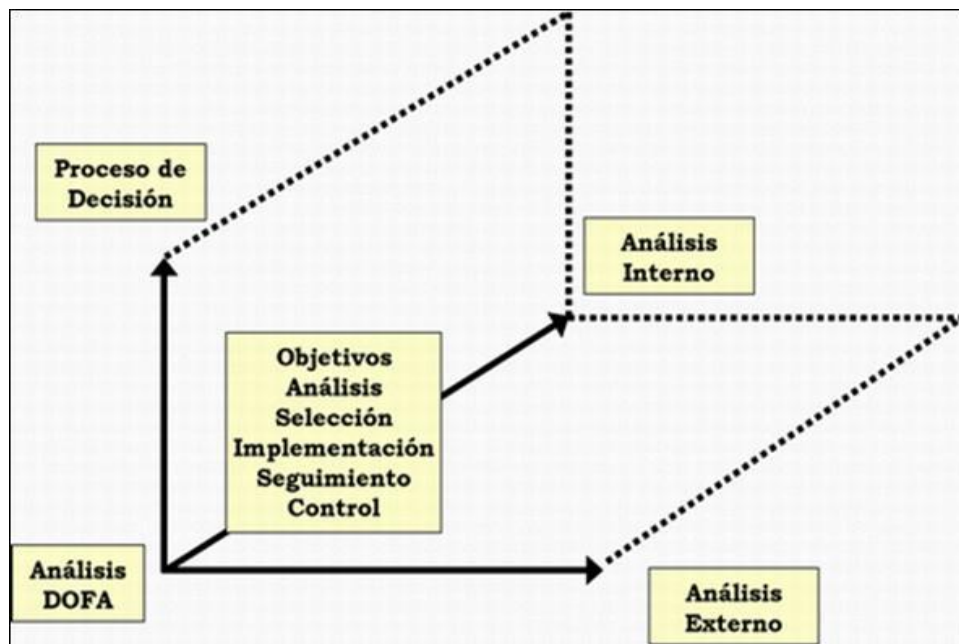 Proceso de
Decisión
Análisis
Interno
Objetivos
Análisis
Selección
Implementación
Seguimiento
Control
Análisis
DOFA
Análisis
Externo